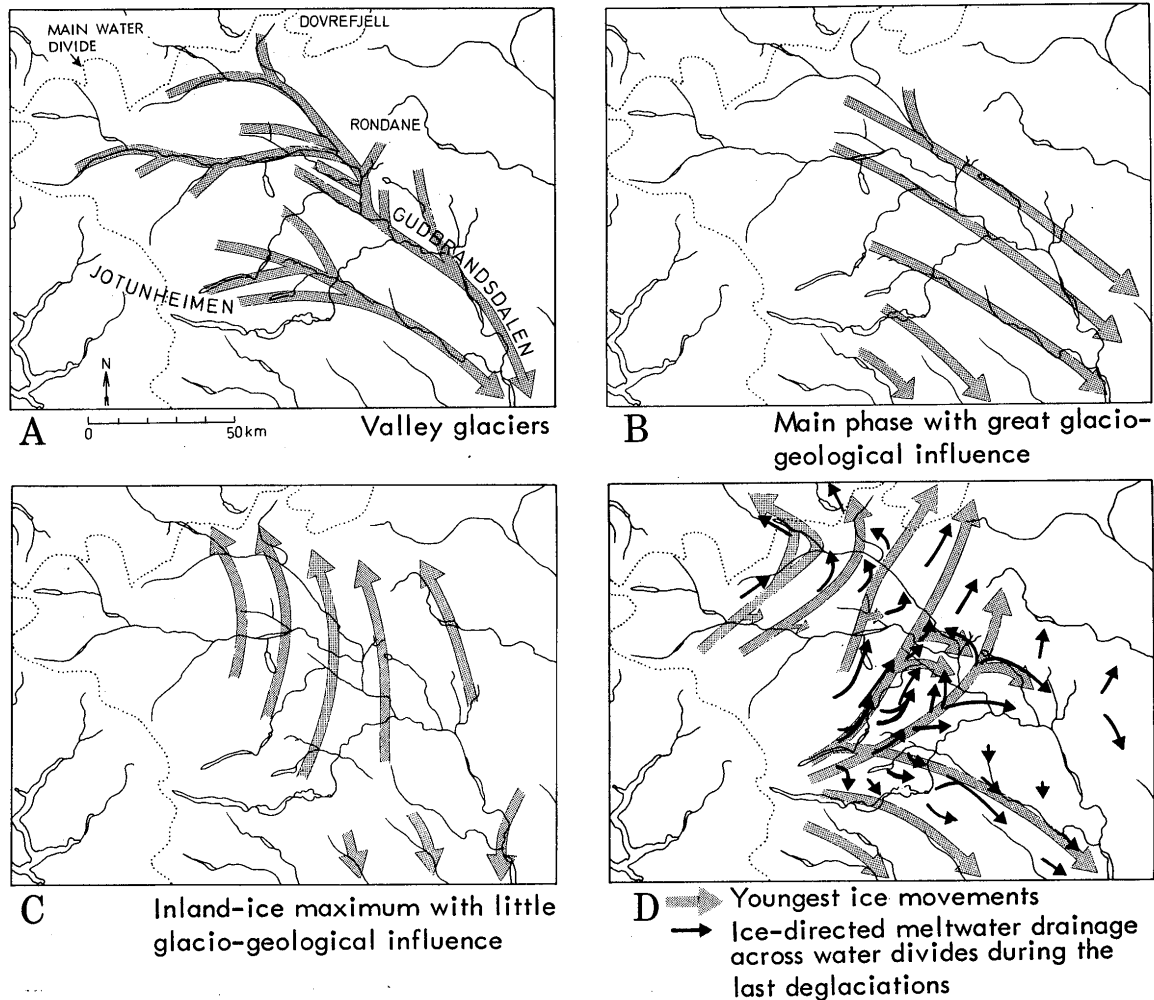 DOVREFJELL
MAIN WATER
DIVIDE
RONDANE
GUDBRANDSDALEN
JOTUNHEIMEN
N
0 50 km
A Valley glaciers
B Main phase with great glacio-
geological influence
C Inland-ice maximum with little
glacio-geological influence
D Youngest ice movements
Ice-directed meltwater drainage
across water divides during the
last deglaciations